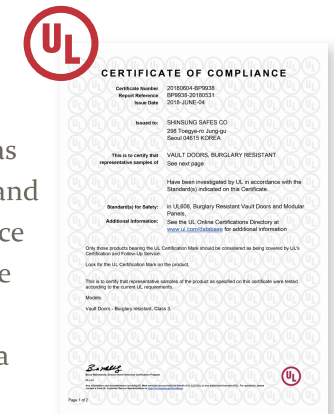 UL
CERTIFICATE OF COMPLIANCE
Certificate Number 20180604-BP9938
Report Reference BP9938-20180531
Issue Date 2018-JUNE-04
Issued to: SHINSUNG SAFES CO
298 Toegye-ro Jung-gu
Seoul 04615 KOREA
This is to certify that VAULT DOORS, BURGLARY RESISTANT
representative samples of See next page
Have been investigated by UL in accordance with the
Standard(s) indicated on this Certificate.
Standard(s) for Safety: in UL608, Burglary Resistant Vault Doors and Modular
Panels,
Additional Information: See the UL Online Certifications Directory at
www.ul.com/database for additional information
Only those products bearing the UL Certification Mark should be considered as being covered by UL's
Certification and Follow-Up Service.
Look for the UL Certification Mark on the product.
This is to certify that representative samples of the product as specified on this certificate were tested
according to the current UL requirements.
Models:
Vault Doors - Burglary resistant, Class 3.
UL
Page 1 of 2
as
and
ce
e
a